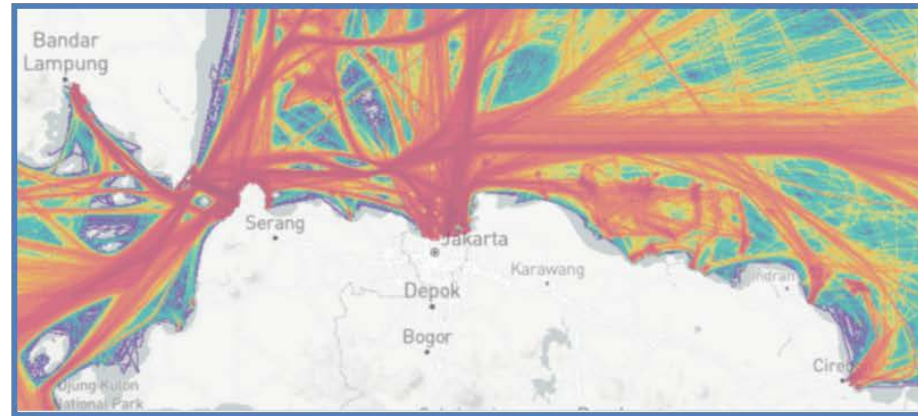 Bandar
Lampung
Serang
Jakarta
Karawang
Depok
Bogor
Ujung Kulon
National Park